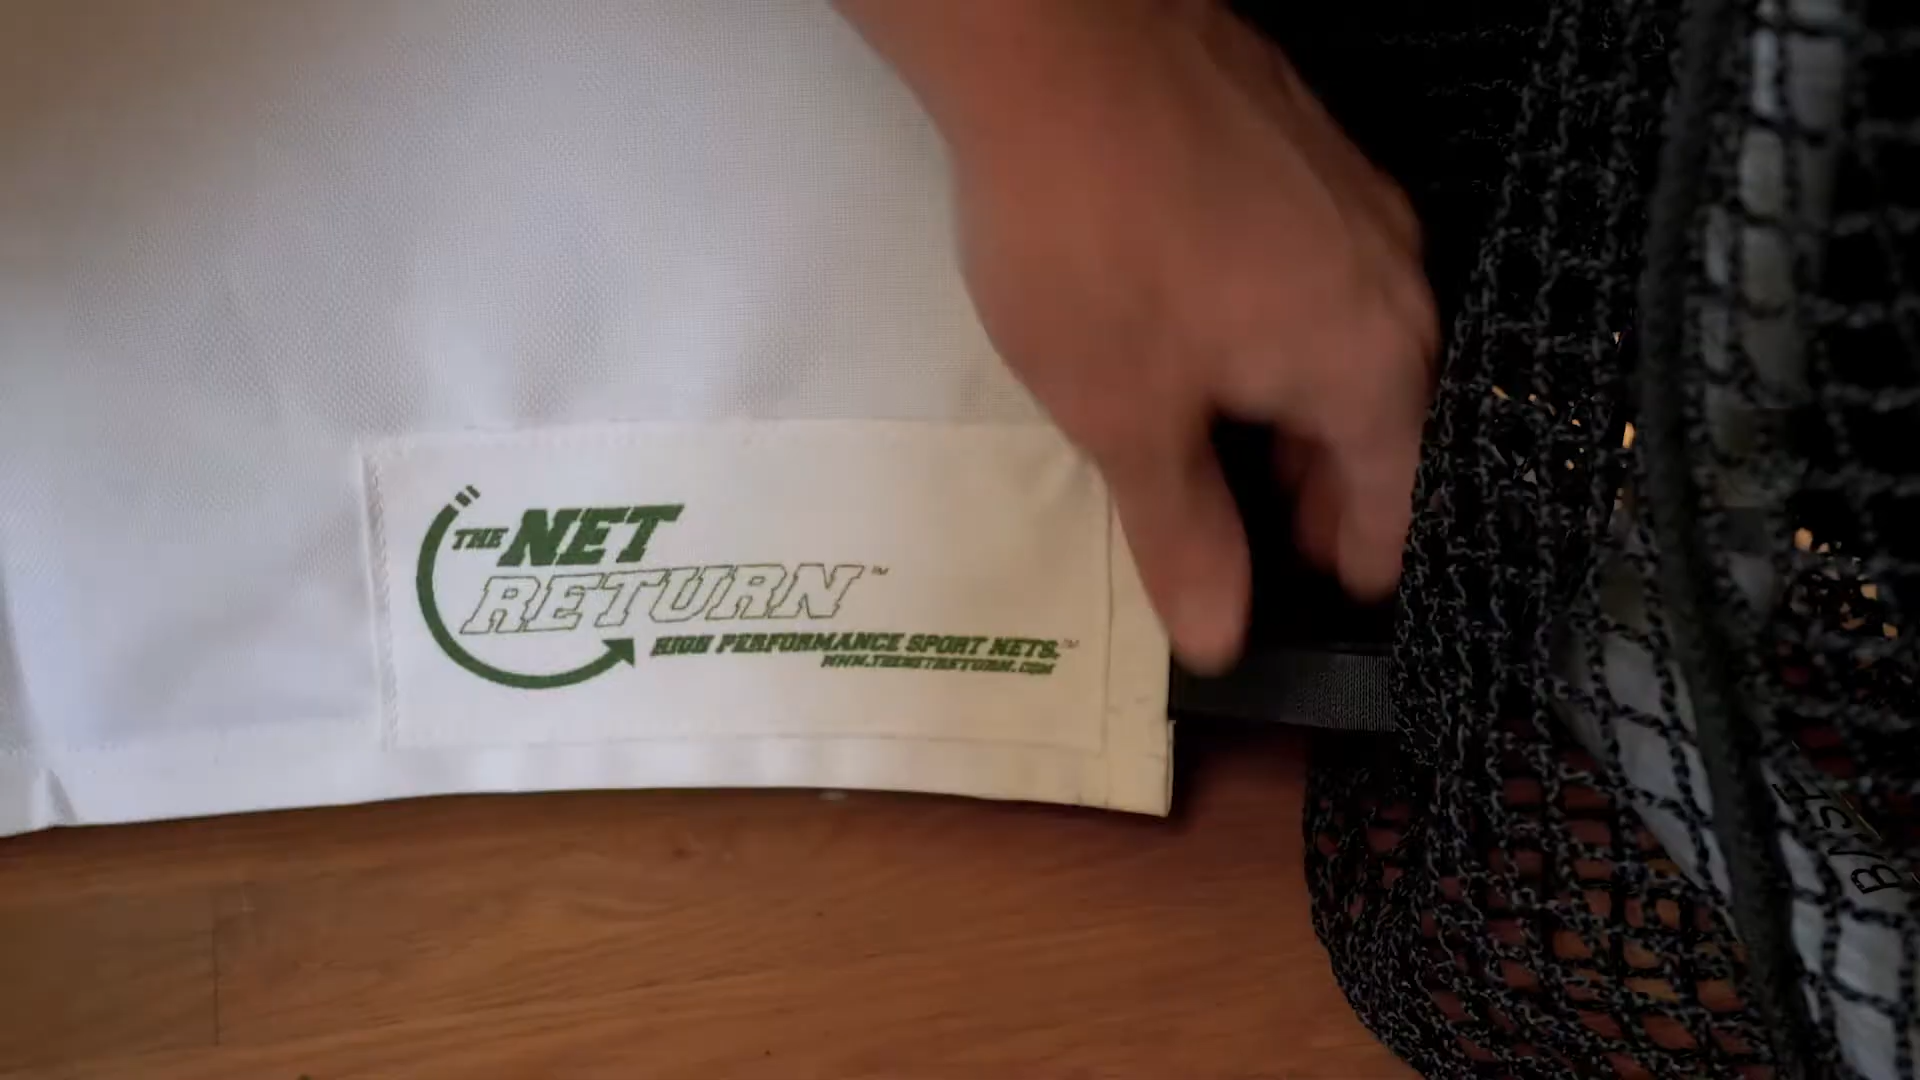 THE NET
RETURN™
HIGH PERFORMANCE SPORT NETS.™
WWW.THENETRETURN.COM
BASE